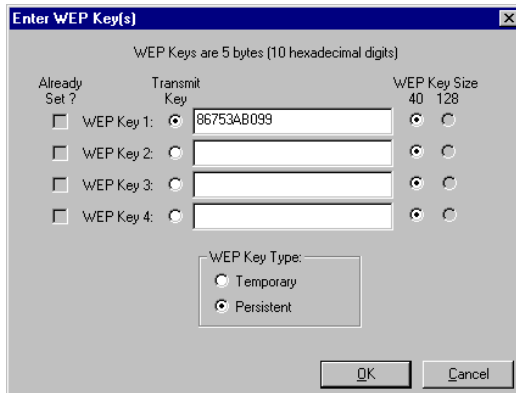 Enter WEP Key(s)
WEP Keys are 5 bytes (10 hexadecimal digits)
Already Set ?
Transmit Key
WEP Key Size
40 128
WEP Key 1: 86753AB099
WEP Key 2:
WEP Key 3:
WEP Key 4:
WEP Key Type:
Temporary
Persistent
OK Cancel